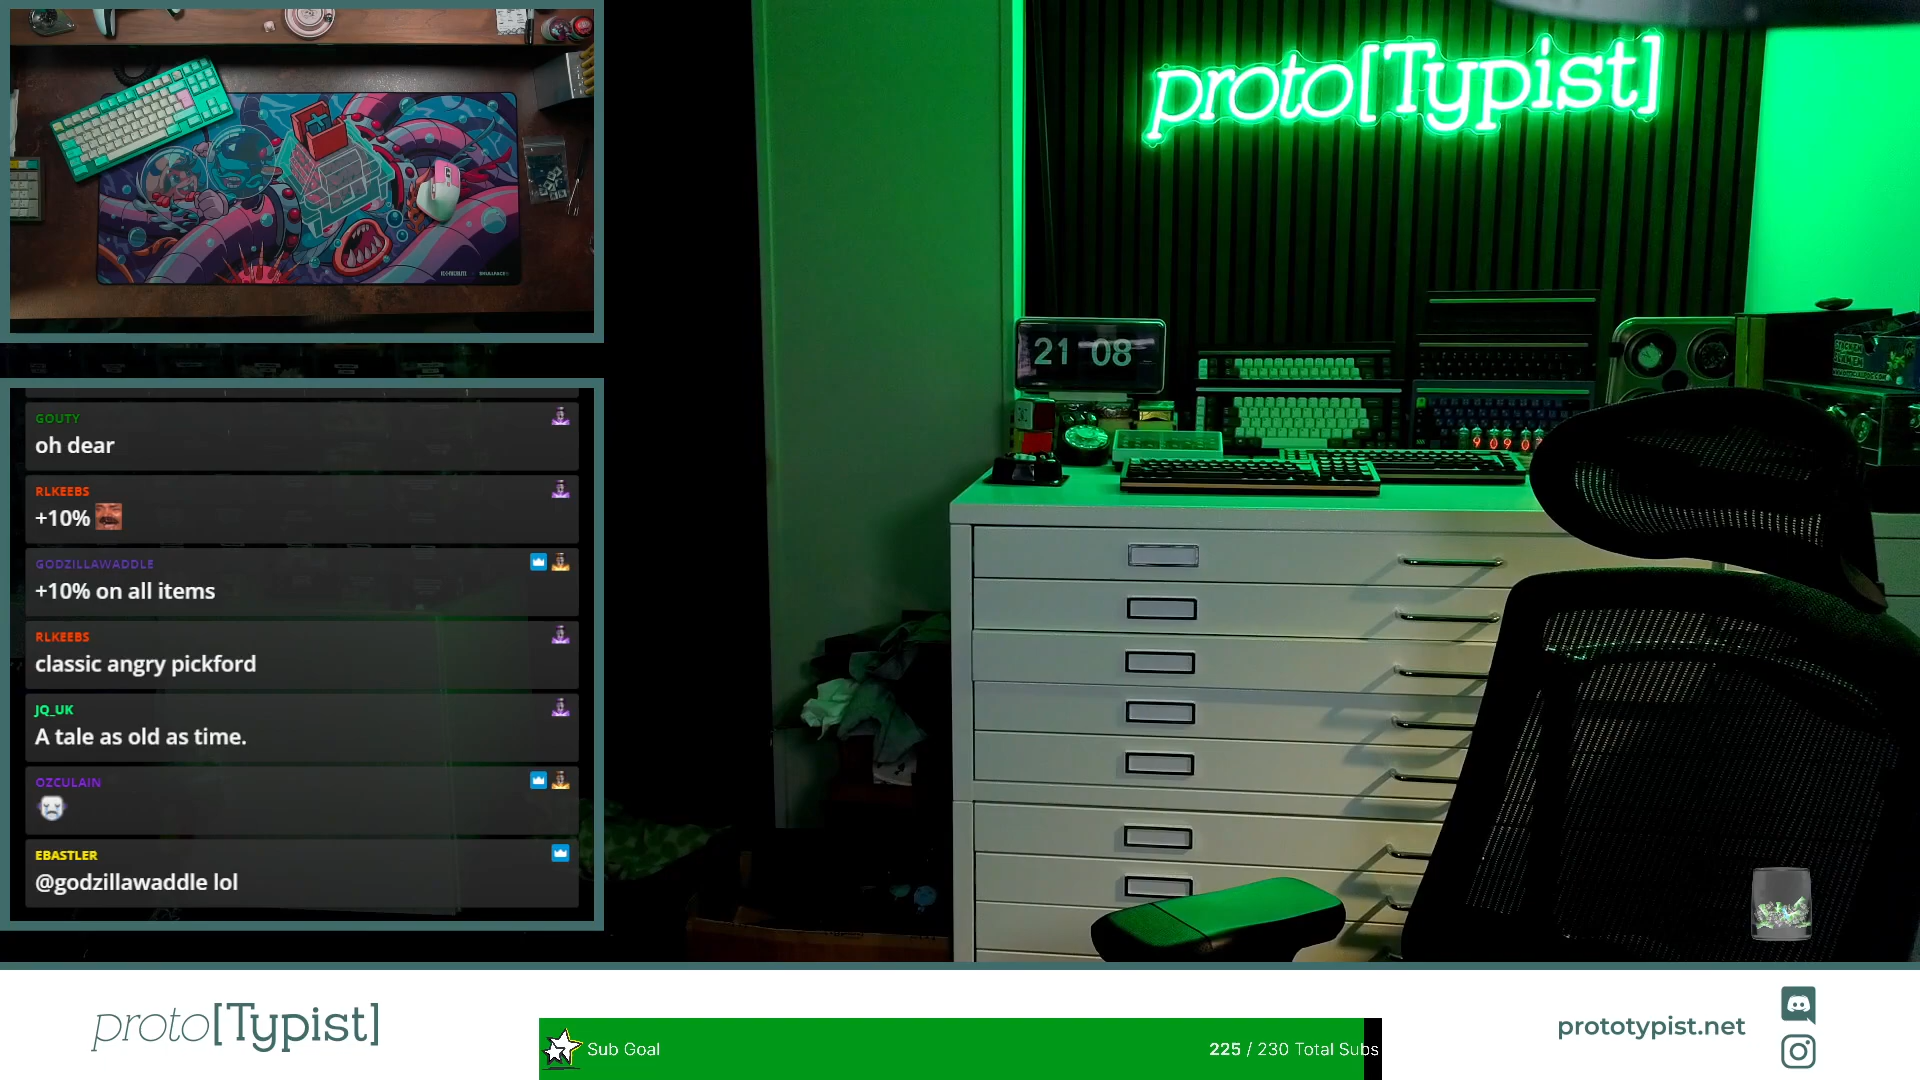 proto[Typist]
21 08
GOUTY
oh dear
RLKEEBS
+10%
GODZILLAWADDLE
+10% on all items
RLKEEBS
classic angry pickford
JQ_UK
A tale as old as time.
OZCULAIN
EBASTLER
@godzillawaddle lol
proto[Typist]
Sub Goal
225 / 230 Total Subs
prototypist.net